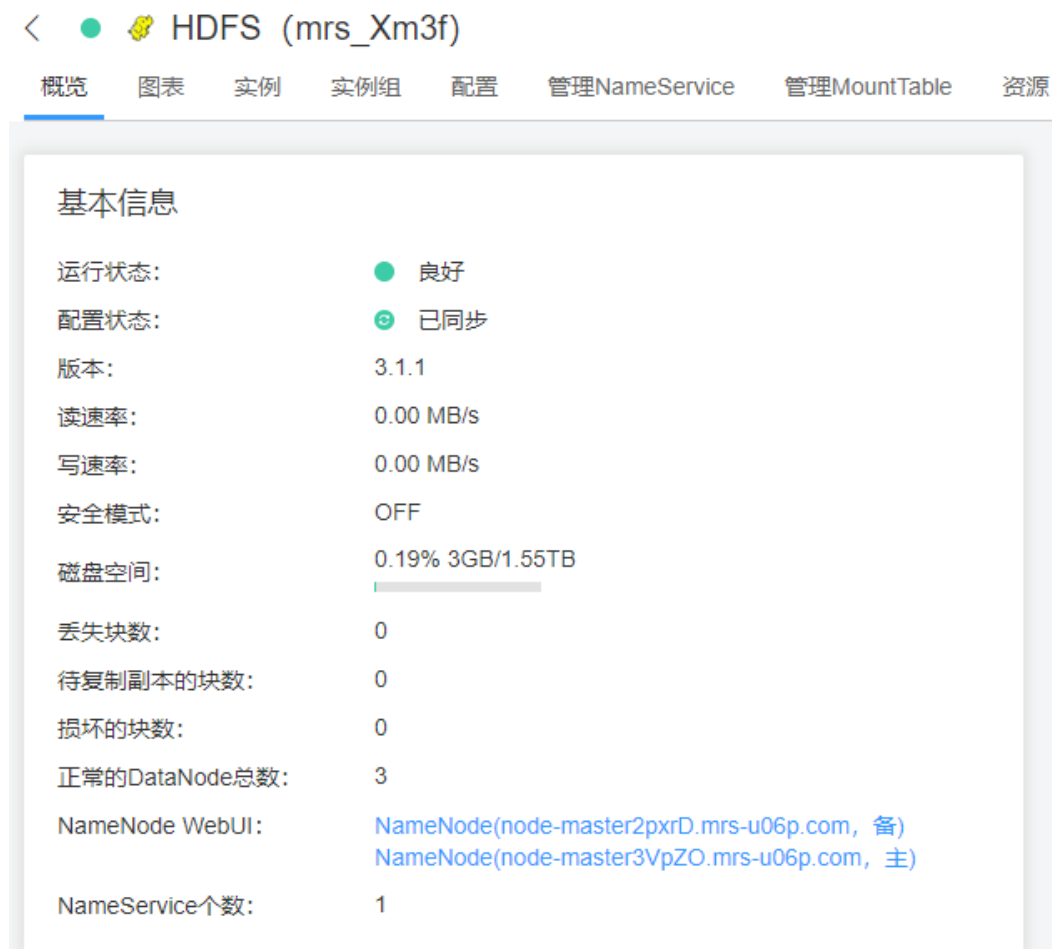 HDFS (mrs_Xm3f)
概览 图表 实例 实例组 配置 管理NameService 管理MountTable 资源
基本信息
运行状态: 良好
配置状态: 已同步
版本: 3.1.1
读速率: 0.00 MB/s
写速率: 0.00 MB/s
安全模式: OFF
磁盘空间: 0.19% 3GB/1.55TB
丢失块数: 0
待复制副本的块数: 0
损坏的块数: 0
正常的DataNode总数: 3
NameNode WebUI: NameNode(node-master2pxrD.mrs-u06p.com, 备)
NameNode(node-master3VpZO.mrs-u06p.com, 主)
NameService个数: 1